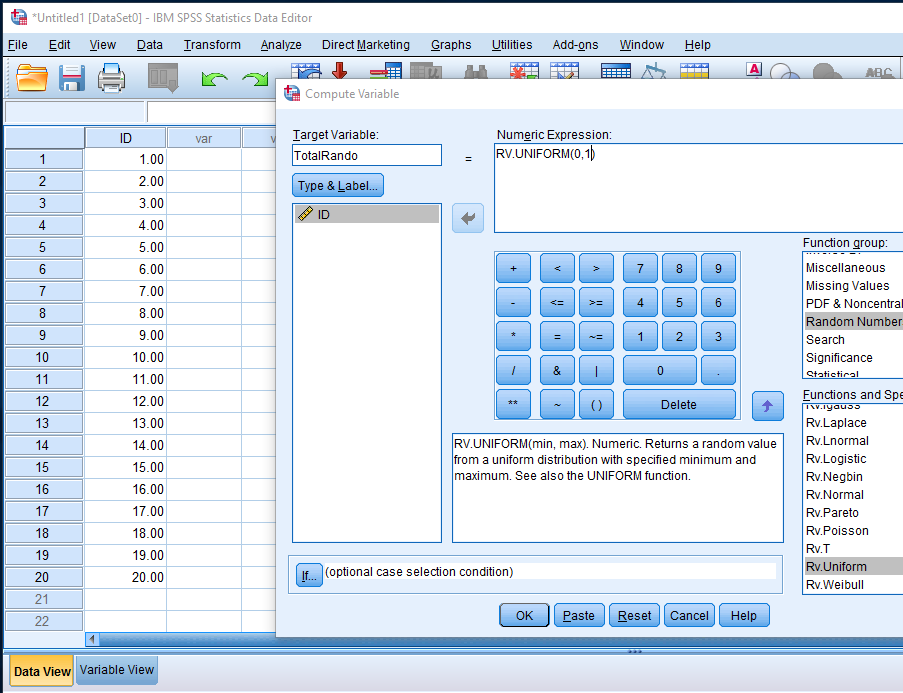 *Untitled1 [DataSet0] - IBM SPSS Statistics Data Editor
File Edit View Data Transform Analyze Direct Marketing Graphs Utilities Add-ons Window Help
A
ABC
Compute Variable
ID var
Target Variable:
TotalRando
=
Numeric Expression:
RV.UNIFORM(0,1)
Type & Label...
ID
1 1.00
2 2.00
3 3.00
4 4.00
5 5.00
6 6.00
7 7.00
8 8.00
9 9.00
10 10.00
11 11.00
12 12.00
13 13.00
14 14.00
15 15.00
16 16.00
17 17.00
18 18.00
19 19.00
20 20.00
21
22
+ < > 7 8 9
- <= >= 4 5 6
* = ~= 1 2 3
/ & | 0 .
** ~ ( ) Delete
Function group:
Miscellaneous
Missing Values
PDF & Noncentral
Random Number
Search
Significance
Statistical
Functions and Spe
Rv.Igauss
Rv.Laplace
Rv.Lnormal
Rv.Logistic
Rv.Negbin
Rv.Normal
Rv.Pareto
Rv.Poisson
Rv.T
Rv.Uniform
Rv.Weibull
RV.UNIFORM(min, max). Numeric. Returns a random value
from a uniform distribution with specified minimum and
maximum. See also the UNIFORM function.
If... (optional case selection condition)
OK Paste Reset Cancel Help
Data View Variable View